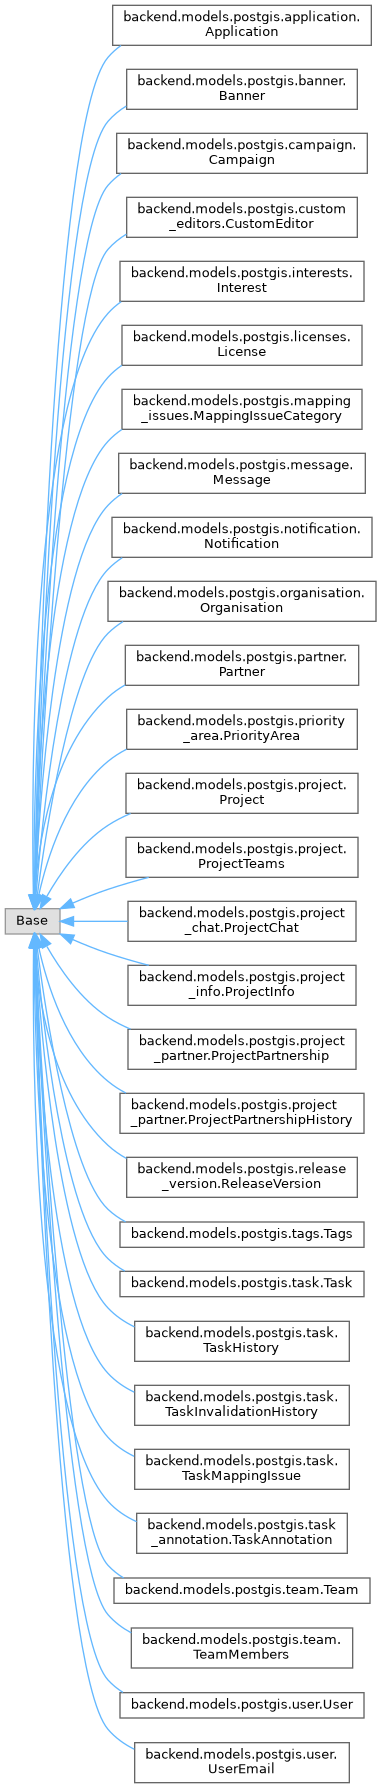 backend.models.postgis.application.
Application
backend.models.postgis.banner.
Banner
backend.models.postgis.campaign.
Campaign
backend.models.postgis.custom
_editors.CustomEditor
backend.models.postgis.interests.
Interest
backend.models.postgis.licenses.
License
backend.models.postgis.mapping
_issues.MappingIssueCategory
backend.models.postgis.message.
Message
backend.models.postgis.notification.
Notification
backend.models.postgis.organisation.
Organisation
backend.models.postgis.partner.
Partner
backend.models.postgis.priority
_area.PriorityArea
backend.models.postgis.project.
Project
backend.models.postgis.project.
ProjectTeams
Base
backend.models.postgis.project
_chat.ProjectChat
backend.models.postgis.project
_info.ProjectInfo
backend.models.postgis.project
_partner.ProjectPartnership
backend.models.postgis.project
_partner.ProjectPartnershipHistory
backend.models.postgis.release
_version.ReleaseVersion
backend.models.postgis.tags.Tags
backend.models.postgis.task.Task
backend.models.postgis.task.
TaskHistory
backend.models.postgis.task.
TaskInvalidationHistory
backend.models.postgis.task.
TaskMappingIssue
backend.models.postgis.task
_annotation.TaskAnnotation
backend.models.postgis.team.Team
backend.models.postgis.team.
TeamMembers
backend.models.postgis.user.User
backend.models.postgis.user.
UserEmail